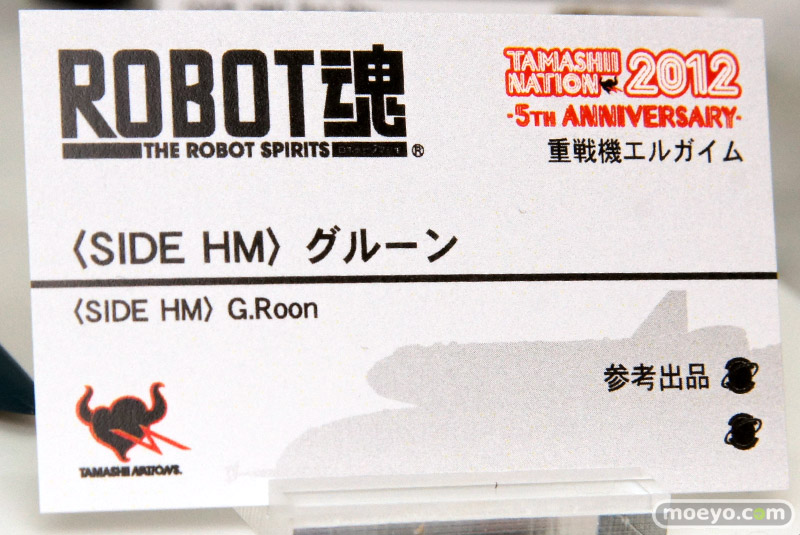 ROBOT魂
THE ROBOT SPIRITS ®
TAMASHII
NATION 2012
-5TH ANNIVERSARY-
重戦機エルガイム
〈SIDE HM〉 グルーン
〈SIDE HM〉 G.Roon
参考出品
TAMASHII NATIONS.
moeyo.com